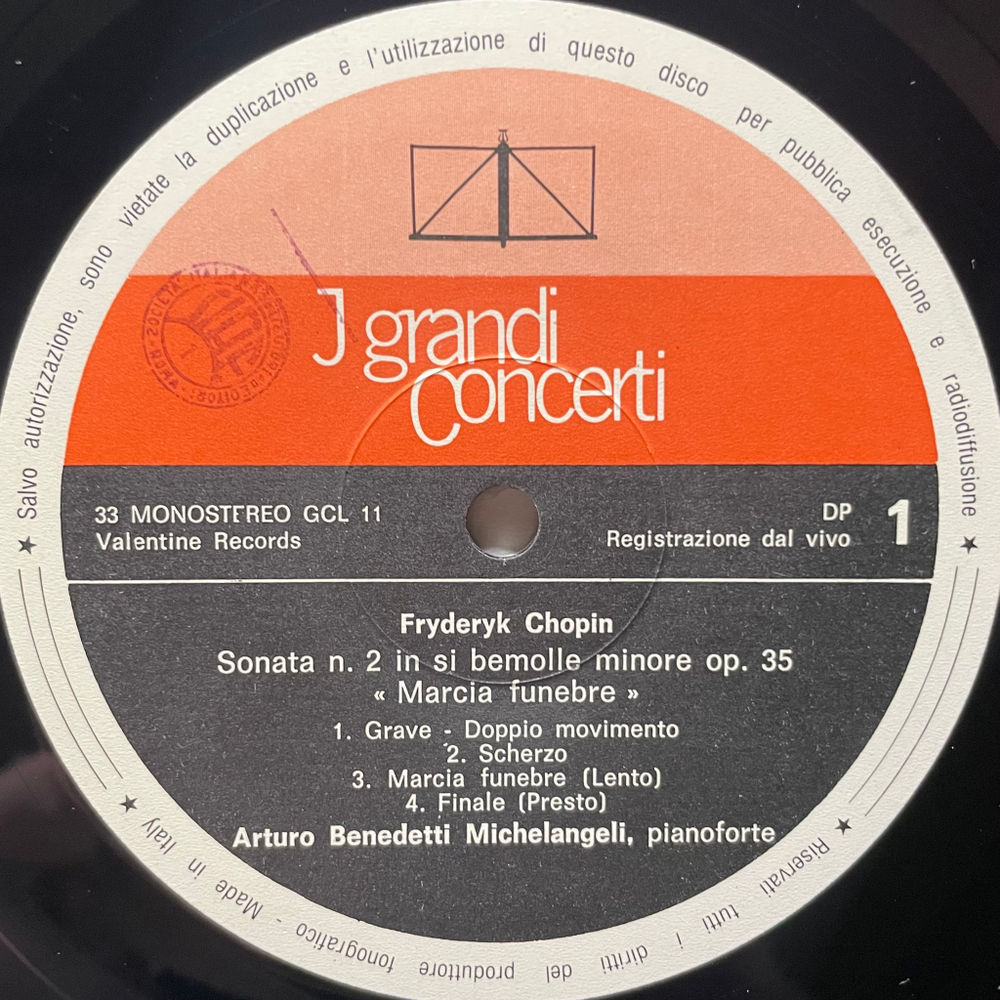 ★ Salvo autorizzazione, sono vietate la duplicazione e l'utilizzazione di questo disco per pubblica esecuzione e radiodiffusione ★
J grandi
concerti
33 MONOSTEREO GCL 11
Valentine Records
DP
Registrazione dal vivo
1
Fryderyk Chopin
Sonata n. 2 in si bemolle minore op. 35
« Marcia funebre »
1. Grave - Doppio movimento
2. Scherzo
3. Marcia funebre (Lento)
4. Finale (Presto)
Arturo Benedetti Michelangeli, pianoforte
★ Riservati tutti i diritti del produttore fonografico - Made in Italy ★